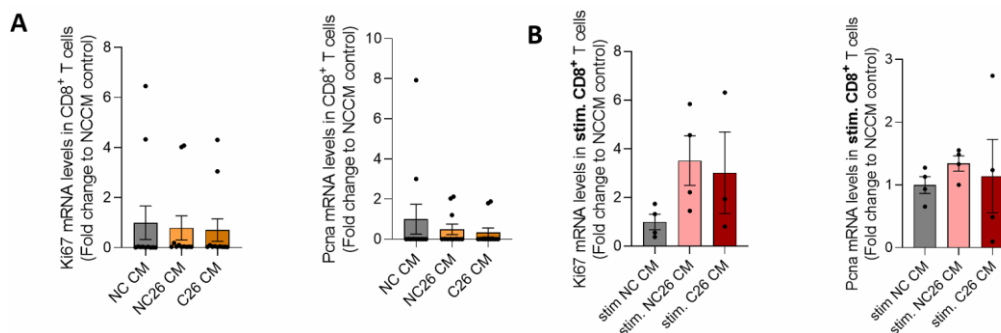 A
Ki67 mRNA levels in CD8+ T cells
(Fold change to NCCM control)
8
6
4
2
0
NC CM
NC26 CM
C26 CM
Pcna mRNA levels in CD8+ T cells
(Fold change to NCCM control)
10
8
6
4
2
0
NC CM
NC26 CM
C26 CM
B
Ki67 mRNA levels in stim. CD8+ T cells
(Fold change to NCCM control)
8
6
4
2
0
stim NC CM
stim. NC26 CM
stim. C26 CM
Pcna mRNA levels in stim. CD8+ T cells
(Fold change to NCCM control)
3
2
1
0
stim NC CM
stim. NC26 CM
stim. C26 CM